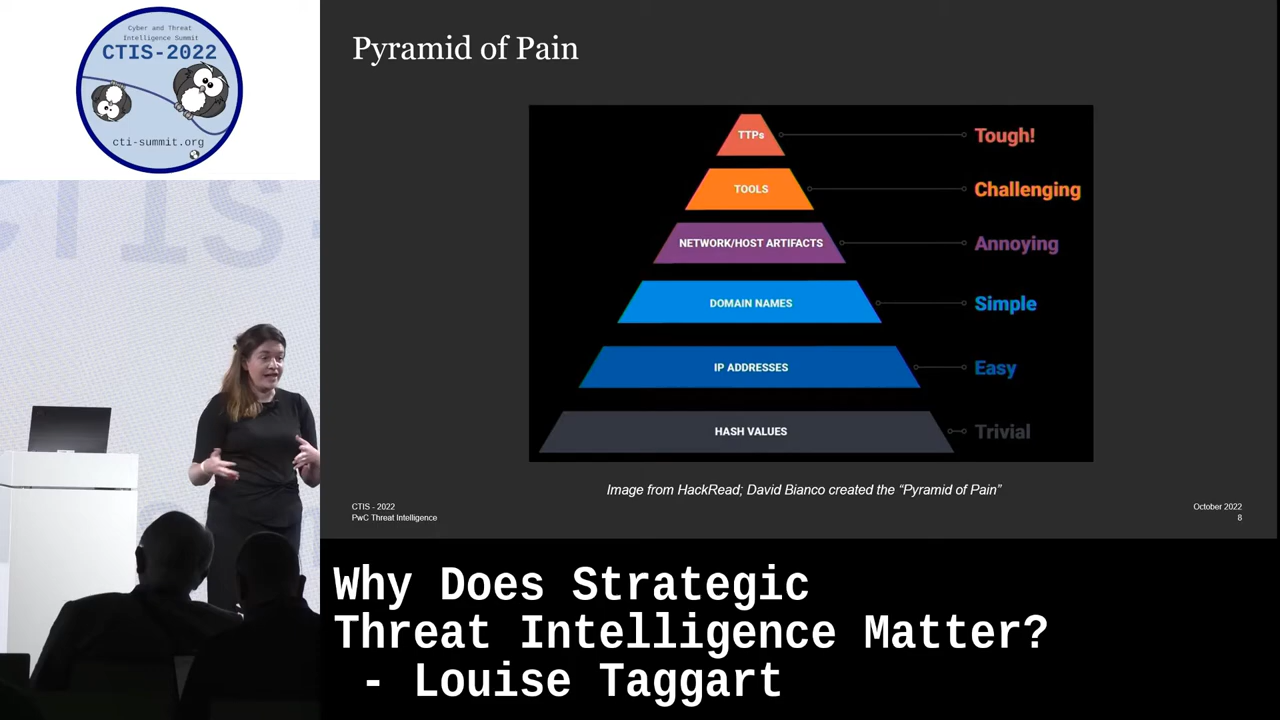 Cyber and Threat
Intelligence Summit
CTIS-2022
cti-summit.org
CTIS-
Pyramid of Pain
TTPs
Tough!
TOOLS
Challenging
NETWORK/HOST ARTIFACTS
Annoying
DOMAIN NAMES
Simple
IP ADDRESSES
Easy
HASH VALUES
Trivial
Image from HackRead; David Bianco created the “Pyramid of Pain”
CTIS - 2022
PwC Threat Intelligence
October 2022
8
Why Does Strategic
Threat Intelligence Matter?
- Louise Taggart